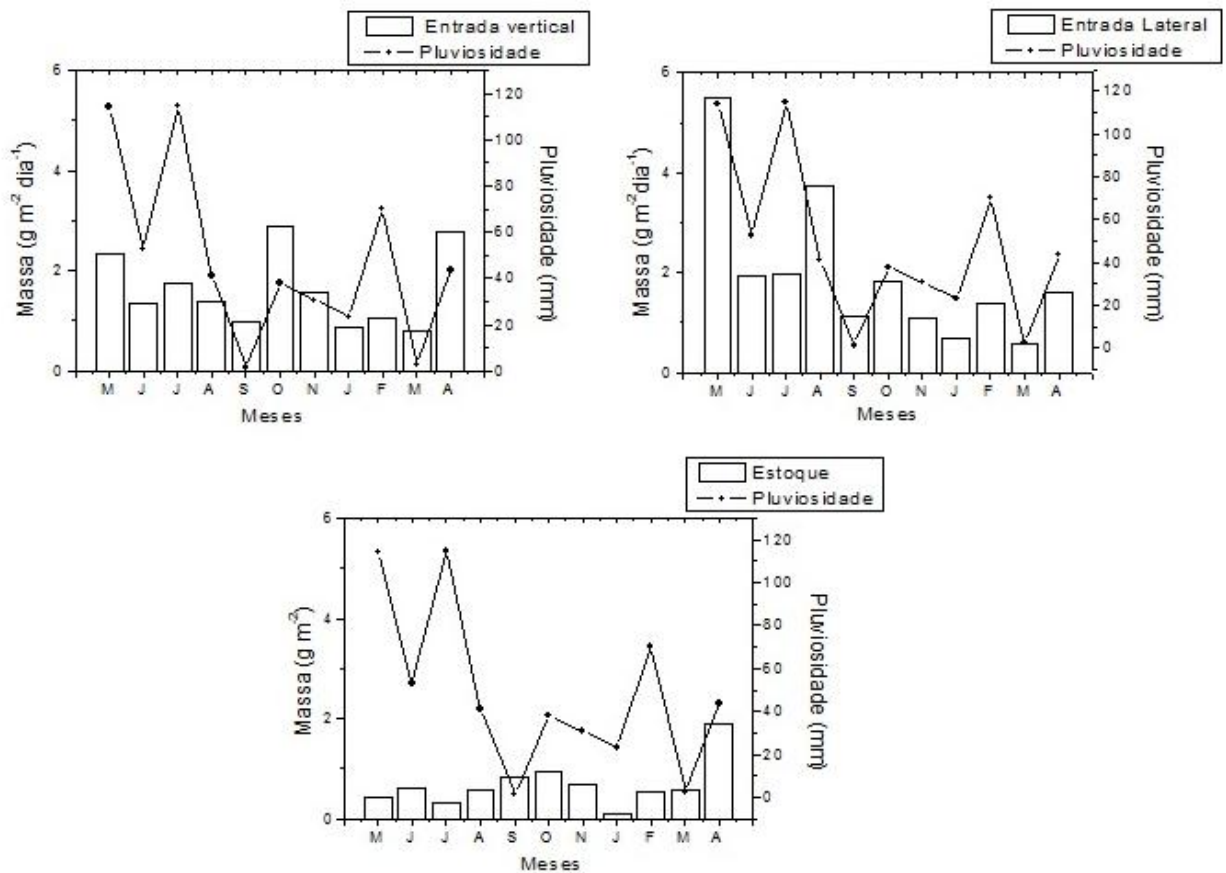 Entrada vertical
Pluviosidade
6
4
2
0
Massa (g m-2 dia-1)
120
100
80
60
40
20
0
Pluviosidade (mm)
M J J A S O N J F M A
Meses
Entrada Lateral
Pluviosidade
6
4
2
0
Massa (g m-2dia-1)
120
100
80
60
40
20
0
Pluviosidade (mm)
M J J A S O N J F M A
Meses
Estoque
Pluviosidade
6
4
2
0
Massa (g m-2)
120
100
80
60
40
20
0
Pluviosidade (mm)
M J J A S O N J F M A
Meses